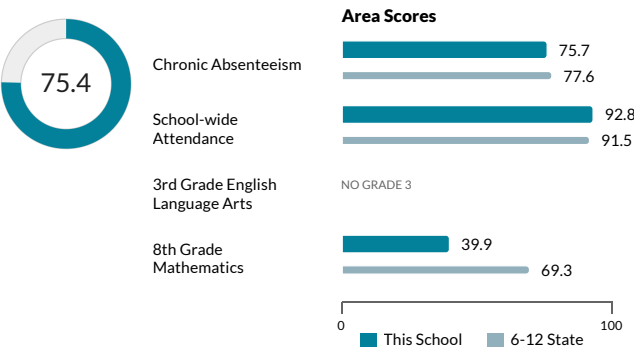 Area Scores
75.4
Chronic Absenteeism
75.7
77.6
School-wide
Attendance
92.8
91.5
3rd Grade English
Language Arts
NO GRADE 3
8th Grade
Mathematics
39.9
69.3
0
100
This School
6-12 State